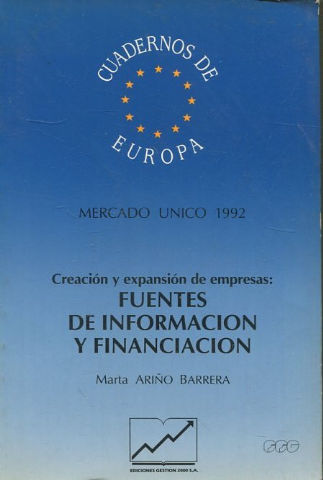 CUADERNOS DE
EUROPA
MERCADO UNICO 1992
Creación y expansión de empresas:
FUENTES
DE INFORMACION
Y FINANCIACION
Marta ARIÑO BARRERA
EDICIONES GESTION 2000 S.A.